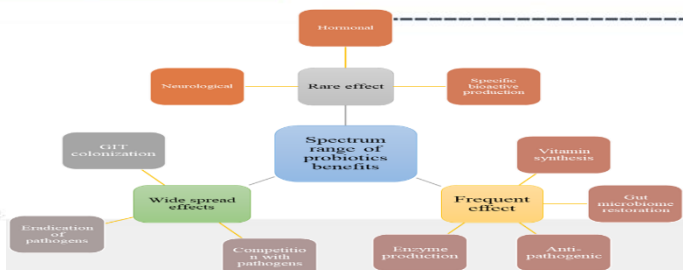 Hormonal
Neurological
Rare effect
Specific
bioactive
production
Spectrum
range of
probiotics
benefits
GIT
colonization
Vitamin
synthesis
Wide spread
effects
Frequent
effect
Gut
microbiome
restoration
Eradication
of
pathogens
Competitio
n with
pathogens
Enzyme
production
Anti-
pathogenic